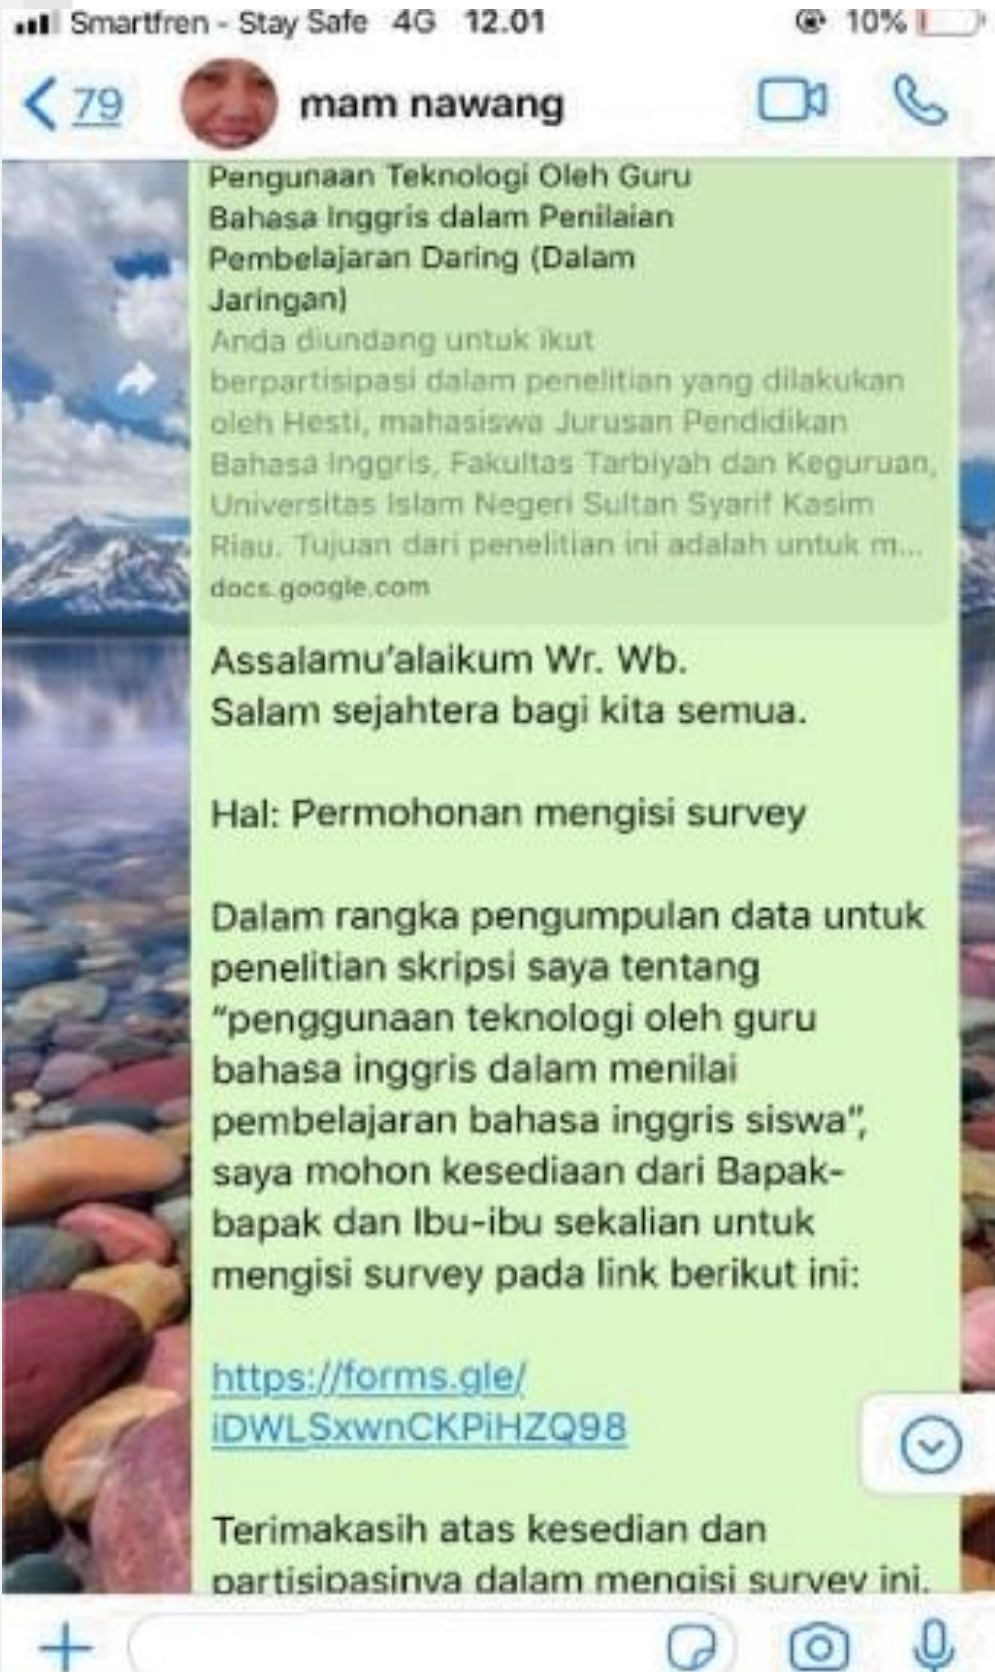 Smartfren - Stay Safe 4G 12.01 10%
79 mam nawang
Pengunaan Teknologi Oleh Guru
Bahasa Inggris dalam Penilaian
Pembelajaran Daring (Dalam
Jaringan)
Anda diundang untuk ikut
berpartisipasi dalam penelitian yang dilakukan
oleh Hesti, mahasiswa Jurusan Pendidikan
Bahasa Inggris, Fakultas Tarbiyah dan Keguruan,
Universitas Islam Negeri Sultan Syarif Kasim
Riau. Tujuan dari penelitian ini adalah untuk m...
docs.google.com
Assalamu'alaikum Wr. Wb.
Salam sejahtera bagi kita semua.
Hal: Permohonan mengisi survey
Dalam rangka pengumpulan data untuk
penelitian skripsi saya tentang
"penggunaan teknologi oleh guru
bahasa inggris dalam menilai
pembelajaran bahasa inggris siswa",
saya mohon kesediaan dari Bapak-
bapak dan Ibu-ibu sekalian untuk
mengisi survey pada link berikut ini:
https://forms.gle/
iDWLSxwnCKPiHZQ98
Terimakasih atas kesedian dan
partisipasinya dalam mengisi survey ini.